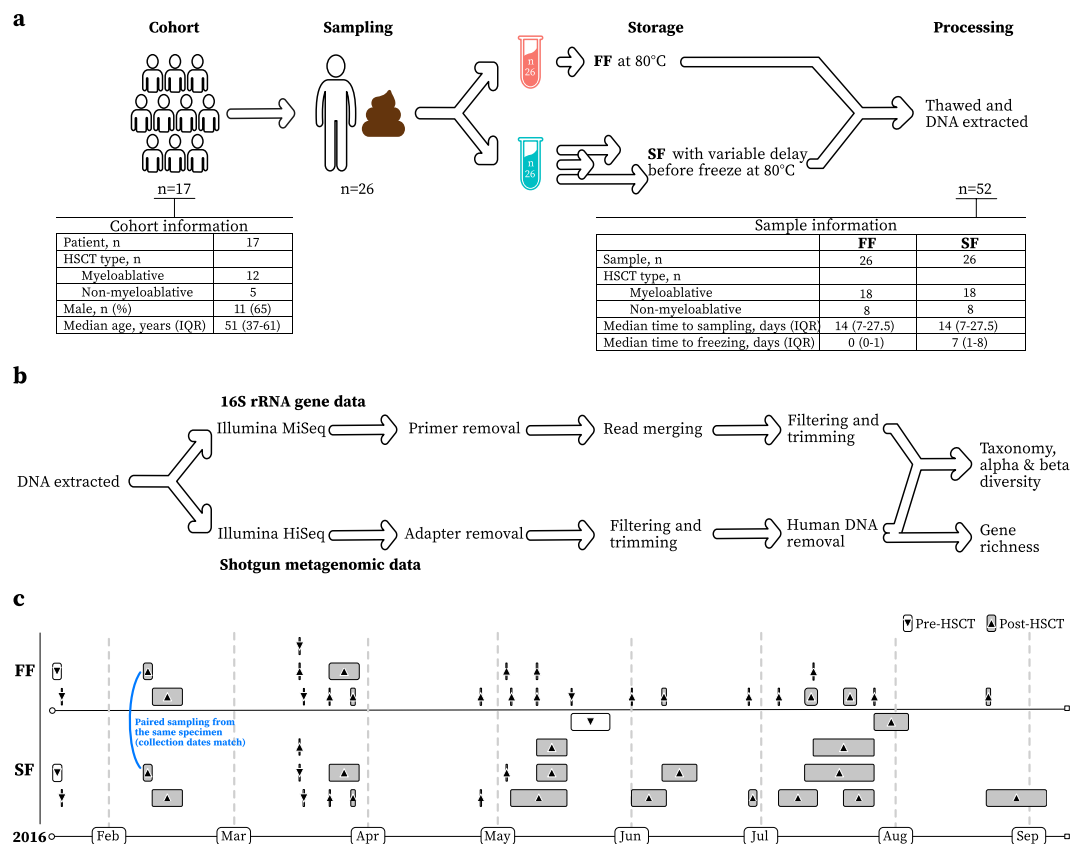 a
Cohort
Sampling
Storage
Processing
n
26
FF at 80°C
Thawed and
DNA extracted
n
26
SF with variable delay
before freeze at 80°C
n=17
n=26
n=52
Cohort information
Patient, n 17
HSCT type, n
Myeloablative 12
Non-myeloablative 5
Male, n (%) 11 (65)
Median age, years (IQR) 51 (37-61)
Sample information
FF SF
Sample, n 26 26
HSCT type, n
Myeloablative 18 18
Non-myeloablative 8 8
Median time to sampling, days (IQR) 14 (7-27.5) 14 (7-27.5)
Median time to freezing, days (IQR) 0 (0-1) 7 (1-8)
b
16S rRNA gene data
Illumina MiSeq
Primer removal
Read merging
Filtering and
trimming
DNA extracted
Taxonomy,
alpha & beta
diversity
Illumina HiSeq
Adapter removal
Filtering and
trimming
Human DNA
removal
Gene
richness
Shotgun metagenomic data
c
Pre-HSCT
Post-HSCT
FF
Paired sampling from
the same specimen
(collection dates match)
SF
2016
Feb
Mar
Apr
May
Jun
Jul
Aug
Sep